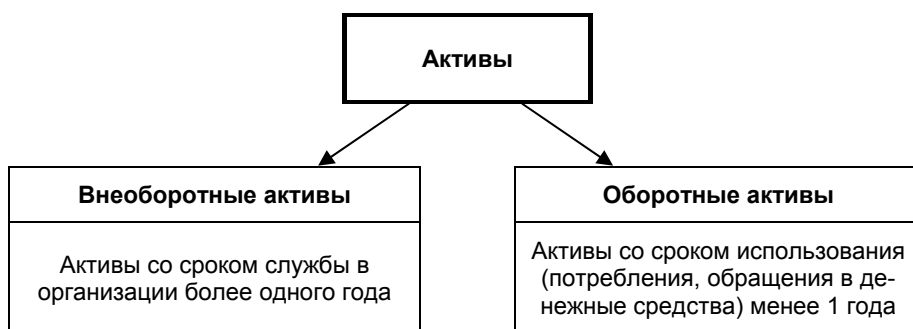 Активы
Внеоборотные активы
Активы со сроком службы в
организации более одного года
Оборотные активы
Активы со сроком использования
(потребления, обращения в де-
нежные средства) менее 1 года